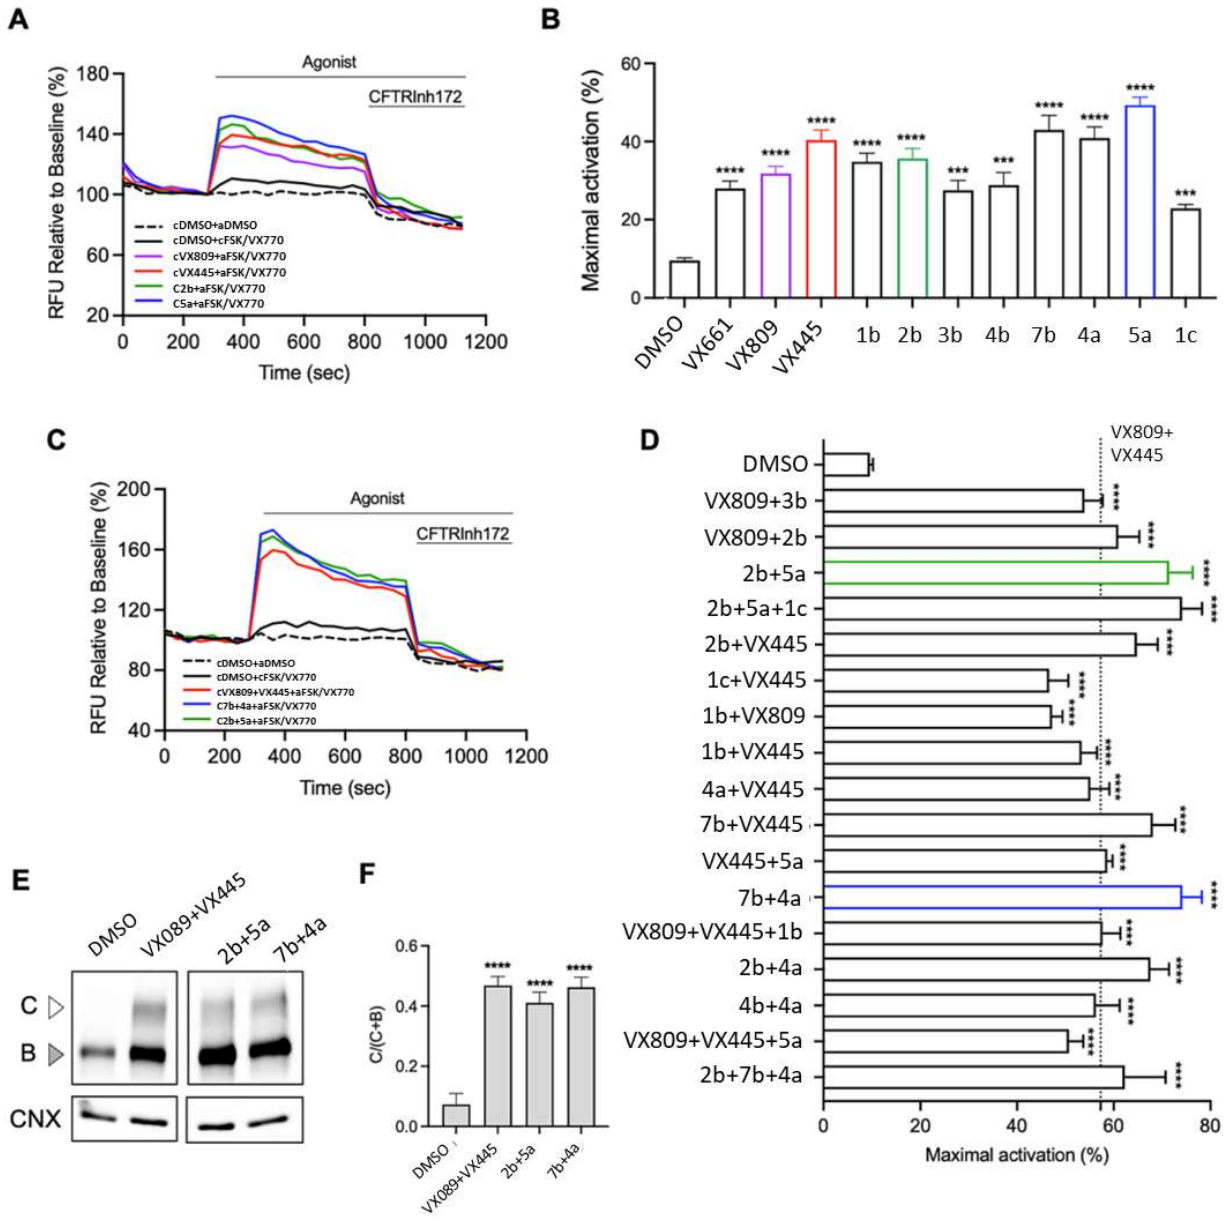 A
Agonist
CFTRInh172
RFU Relative to Baseline (%)
180
140
100
60
20
cDMSO+aDMSO
cDMSO+cFSK/VX770
cVX809+aFSK/VX770
cVX445+aFSK/VX770
C2b+aFSK/VX770
C5a+aFSK/VX770
0 200 400 600 800 1000 1200
Time (sec)
B
Maximal activation (%)
60
40
20
0
**** **** **** **** **** *** *** **** **** **** ***
DMSO VX661 VX809 VX445 1b 2b 3b 4b 7b 4a 5a 1c
C
Agonist
CFTRInh172
RFU Relative to Baseline (%)
200
160
120
80
40
cDMSO+aDMSO
cDMSO+cFSK/VX770
cVX809+VX445+aFSK/VX770
C7b+4a+aFSK/VX770
C2b+5a+aFSK/VX770
0 200 400 600 800 1000 1200
Time (sec)
D
VX809+
VX445
DMSO
VX809+3b ****
VX809+2b ****
2b+5a ****
2b+5a+1c ****
2b+VX445 ****
1c+VX445 ****
1b+VX809 ****
1b+VX445 ****
4a+VX445 ****
7b+VX445 ****
VX445+5a ****
7b+4a ****
VX809+VX445+1b ****
2b+4a ****
4b+4a ****
VX809+VX445+5a ****
2b+7b+4a ****
0 20 40 60 80
Maximal activation (%)
E
DMSO VX089+VX445 2b+5a 7b+4a
C
B
CNX
F
C/(C+B)
0.6
0.4
0.2
0.0
**** **** ****
DMSO VX089+VX445 2b+5a 7b+4a